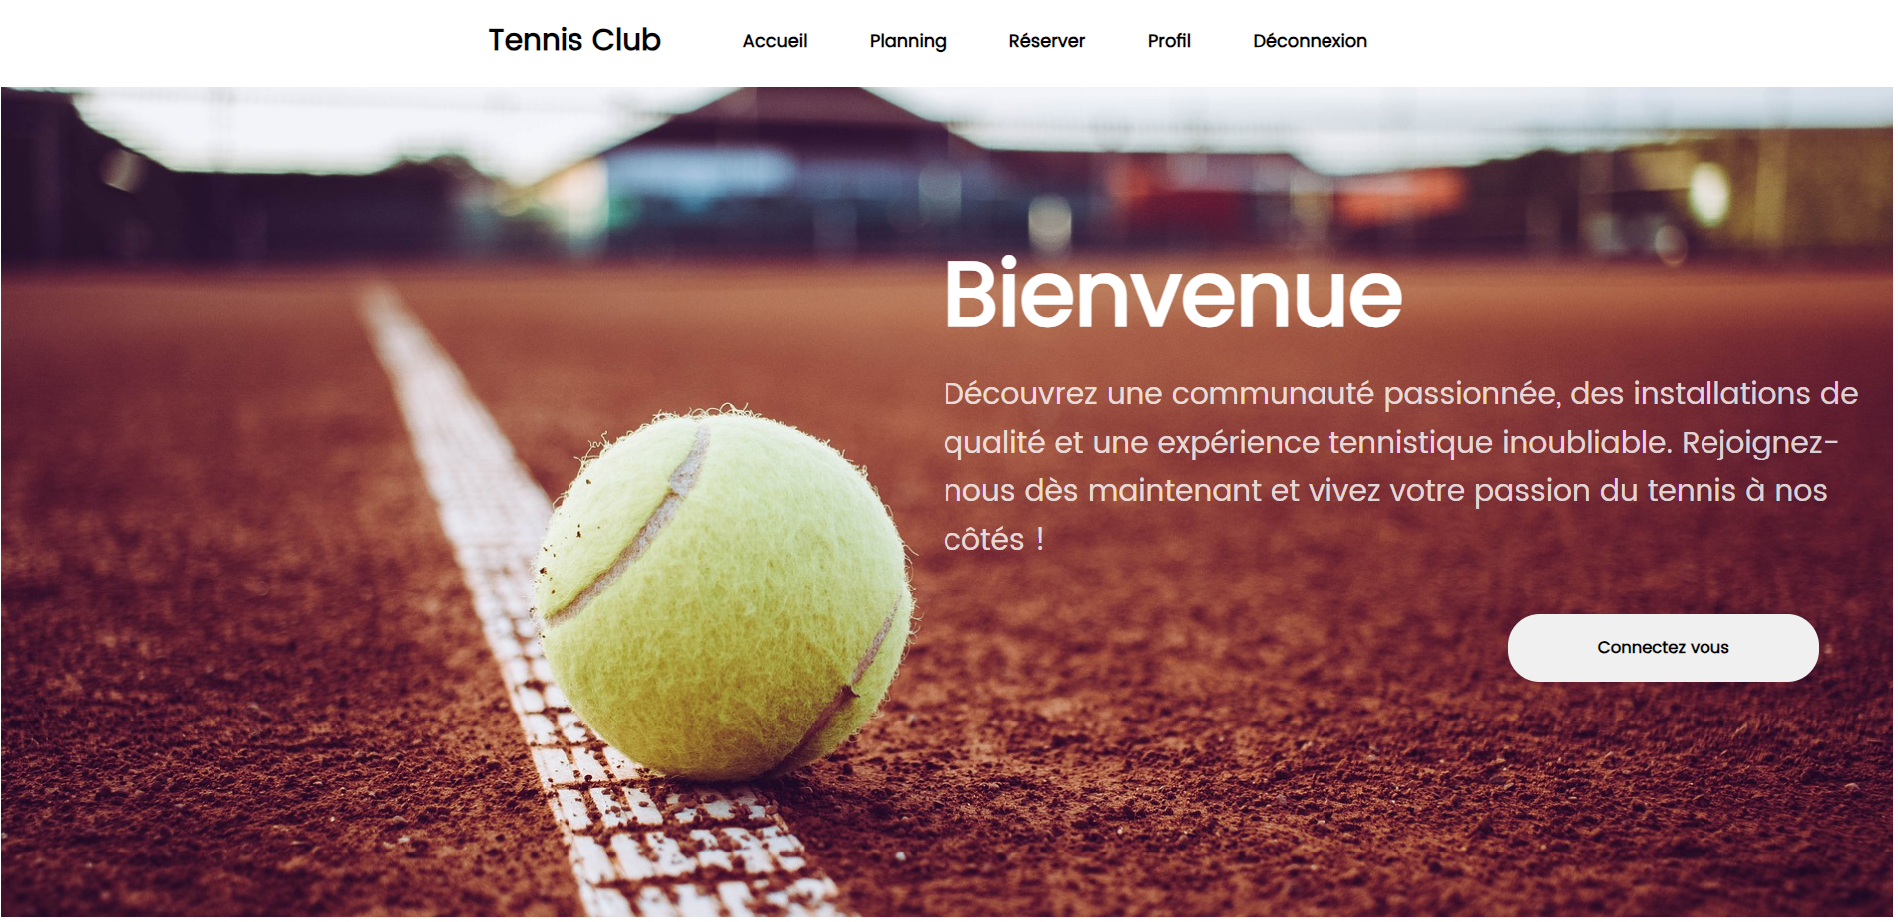 Tennis Club
Accueil
Planning
Réserver
Profil
Déconnexion
Bienvenue
Découvrez une communauté passionnée, des installations de
qualité et une expérience tennistique inoubliable. Rejoignez-
nous dès maintenant et vivez votre passion du tennis à nos
côtés !
Connectez vous